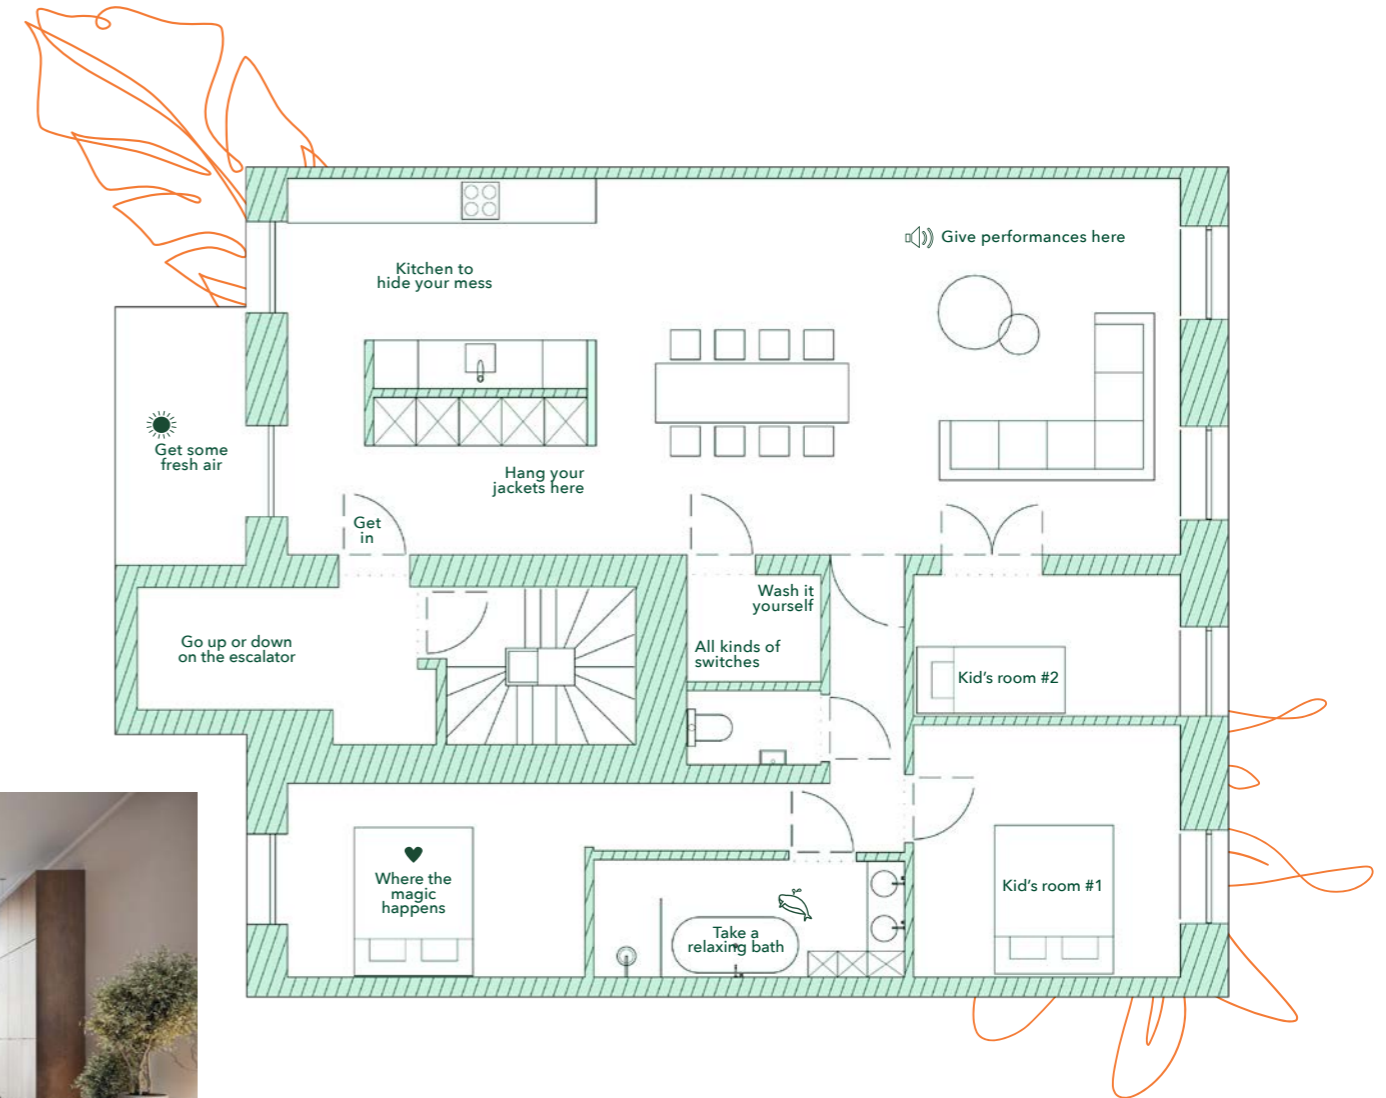 Give performances here
Kitchen to
hide your mess
Get some
fresh air
Hang your
jackets here
Get
in
Wash it
yourself
Go up or down
on the escalator
All kinds of
switches
Kid's room #2
Where the
magic
happens
Kid's room #1
Take a
relaxing bath